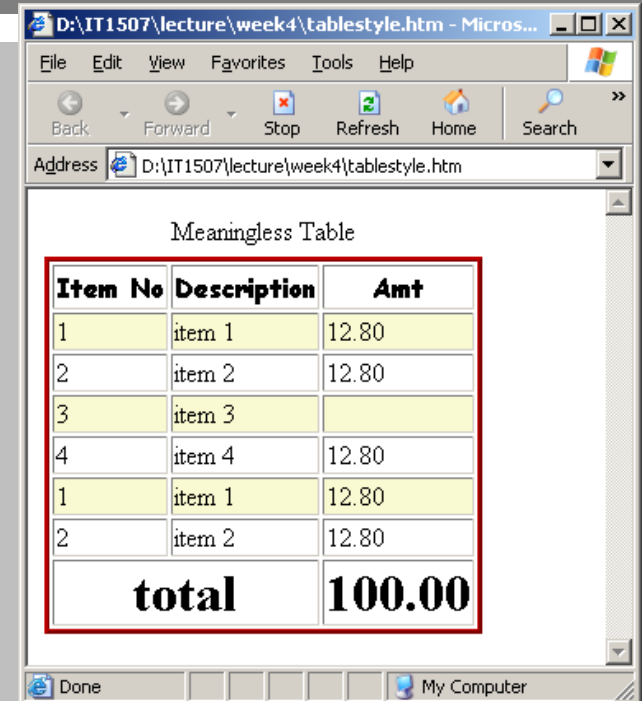 D:\IT1507\lecture\week4\tablestyle.htm - Micros...
File Edit View Favorites Tools Help
Back Forward Stop Refresh Home Search »
Address D:\IT1507\lecture\week4\tablestyle.htm
Meaningless Table
Item No Description Amt
1 item 1 12.80
2 item 2 12.80
3 item 3
4 item 4 12.80
1 item 1 12.80
2 item 2 12.80
total 100.00
Done My Computer